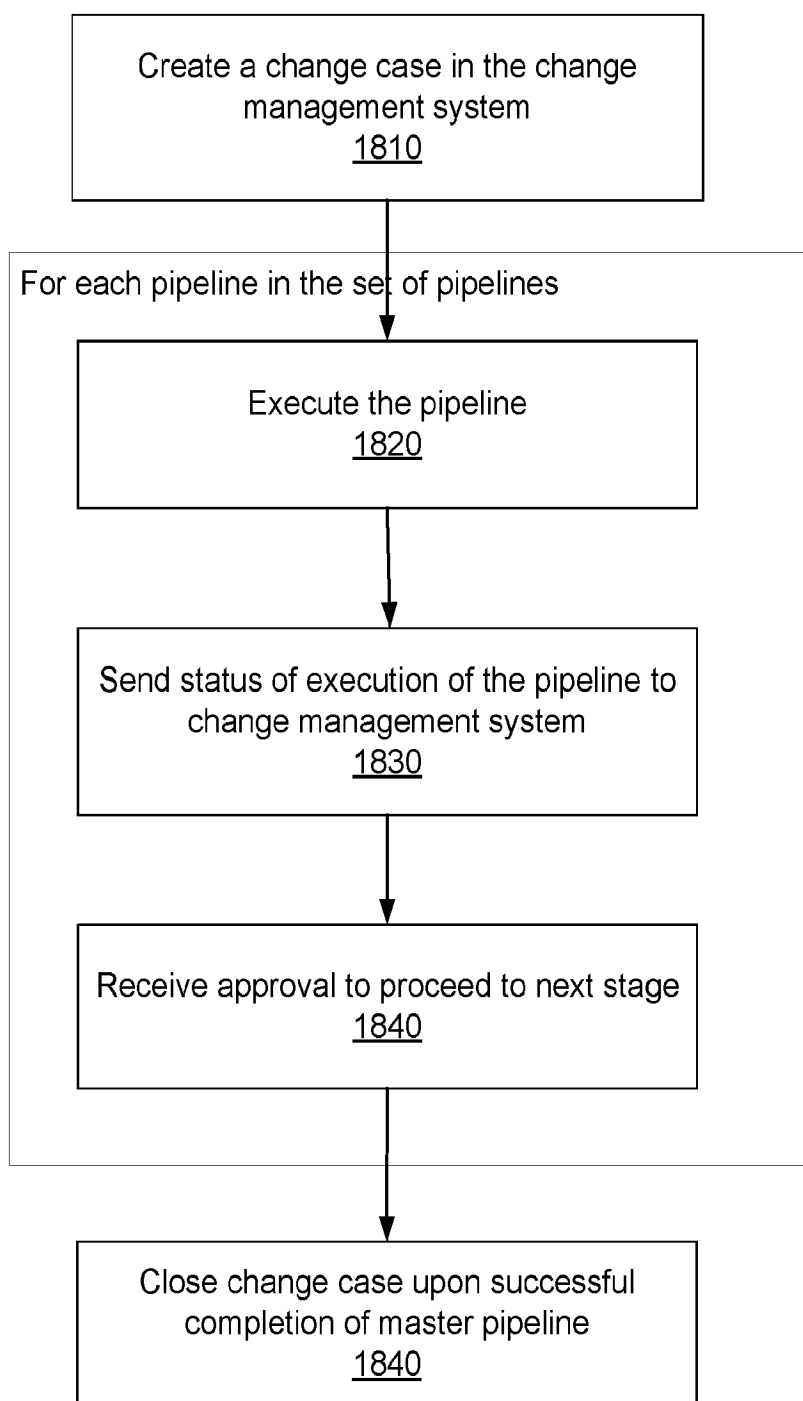 Create a change case in the change
management system
1810
For each pipeline in the set of pipelines
Execute the pipeline
1820
Send status of execution of the pipeline to
change management system
1830
Receive approval to proceed to next stage
1840
Close change case upon successful
completion of master pipeline
1840